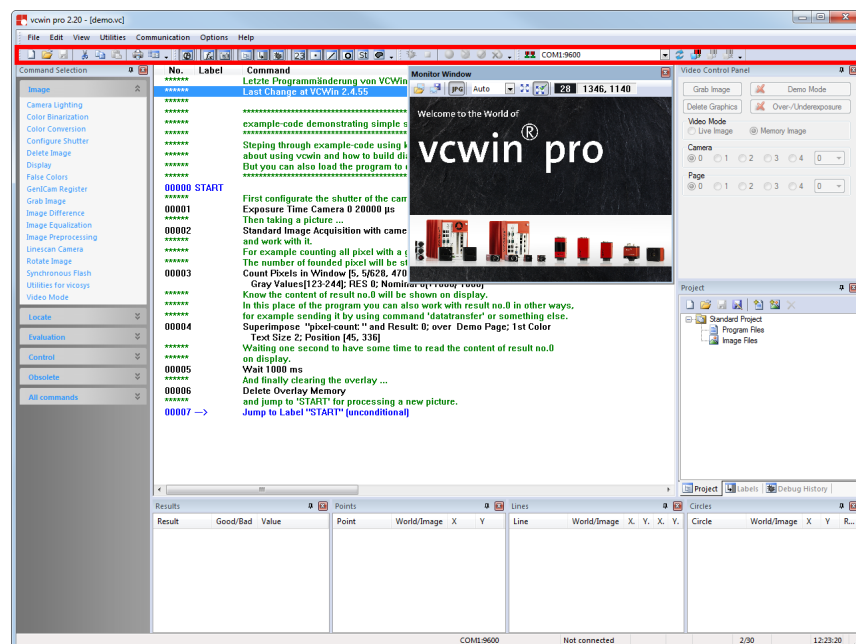 vcwin pro 2.20 - [demo.vc]
File Edit View Utilities Communication Options Help
23 St COM1:9600
Command Selection
Image
Camera Lighting
Color Binarization
Color Conversion
Configure Shutter
Delete Image
Display
False Colors
GenICam Register
Grab Image
Image Difference
Image Equalization
Image Preprocessing
Linescan Camera
Rotate Image
Synchronous Flash
Utilities for vicosys
Video Mode
Locate
Evaluation
Control
Obsolete
All commands
No. Label Command
****** Letzte Programmänderung von VCWin
****** Last Change at VCWin 2.4.55
******
****** ************************************
****** example-code demonstrating simple s
****** ************************************
****** Steping through example-code using k
****** about using vcwin and how to build di
****** But you can also load the program to
****** ************************************
00000 START
****** First configurate the shutter of the cam
00001 Exposure Time Camera 0 20000 µs
****** Then taking a picture ...
00002 Standard Image Acquisition with came
****** and work with it.
****** For example counting all pixel with a g
****** The number of founded pixel will be st
00003 Count Pixels in Window [5, 5/628, 470
Gray Values[123-244]; RES 0;
****** Know the content of result no.0 will be shown on display.
****** In this place of the program you can also work with result no.0 in other ways,
****** for example sending it by using command 'datatransfer' or something else.
00004 Superimpose "pixel-count: " and Result: 0; over Demo Page; 1st Color
Text Size 2; Position [45, 336]
****** Waiting one second to have some time to read the content of result no.0
****** on display.
00005 Wait 1000 ms
****** And finally clearing the overlay ...
00006 Delete Overlay Memory
****** and jump to 'START' for processing a new picture.
00007 --> Jump to Label "START" (unconditional)
Monitor Window
JPG Auto 28 1346, 1140
Welcome to the World of
vcwin® pro
Video Control Panel
Grab Image Demo Mode
Delete Graphics Over-/Underexposure
Video Mode
Live Image Memory Image
Camera
0 1 2 3 4 0
Page
0 1 2 3 4 0
Project
Standard Project
Program Files
Image Files
Project Labels Debug History
Results
Result Good/Bad Value
Points
Point World/Image X Y
Lines
Line World/Image X. Y. X. Y.
Circles
Circle World/Image X Y R...
COM1:9600 Not connected 2/30 12:23:20